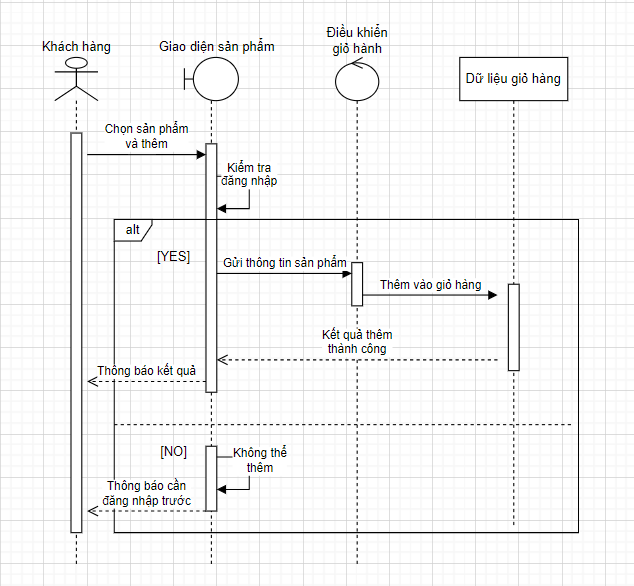 Khách hàng
Giao diện sản phẩm
Điều khiển
giỏ hành
Dữ liệu giỏ hàng
Chọn sản phẩm
và thêm
Kiểm tra
đăng nhập
alt
[YES]
Gửi thông tin sản phẩm
Thêm vào giỏ hàng
Kết quả thêm
thành công
Thông báo kết quả
[NO]
Không thể
thêm
Thông báo cần
đăng nhập trước